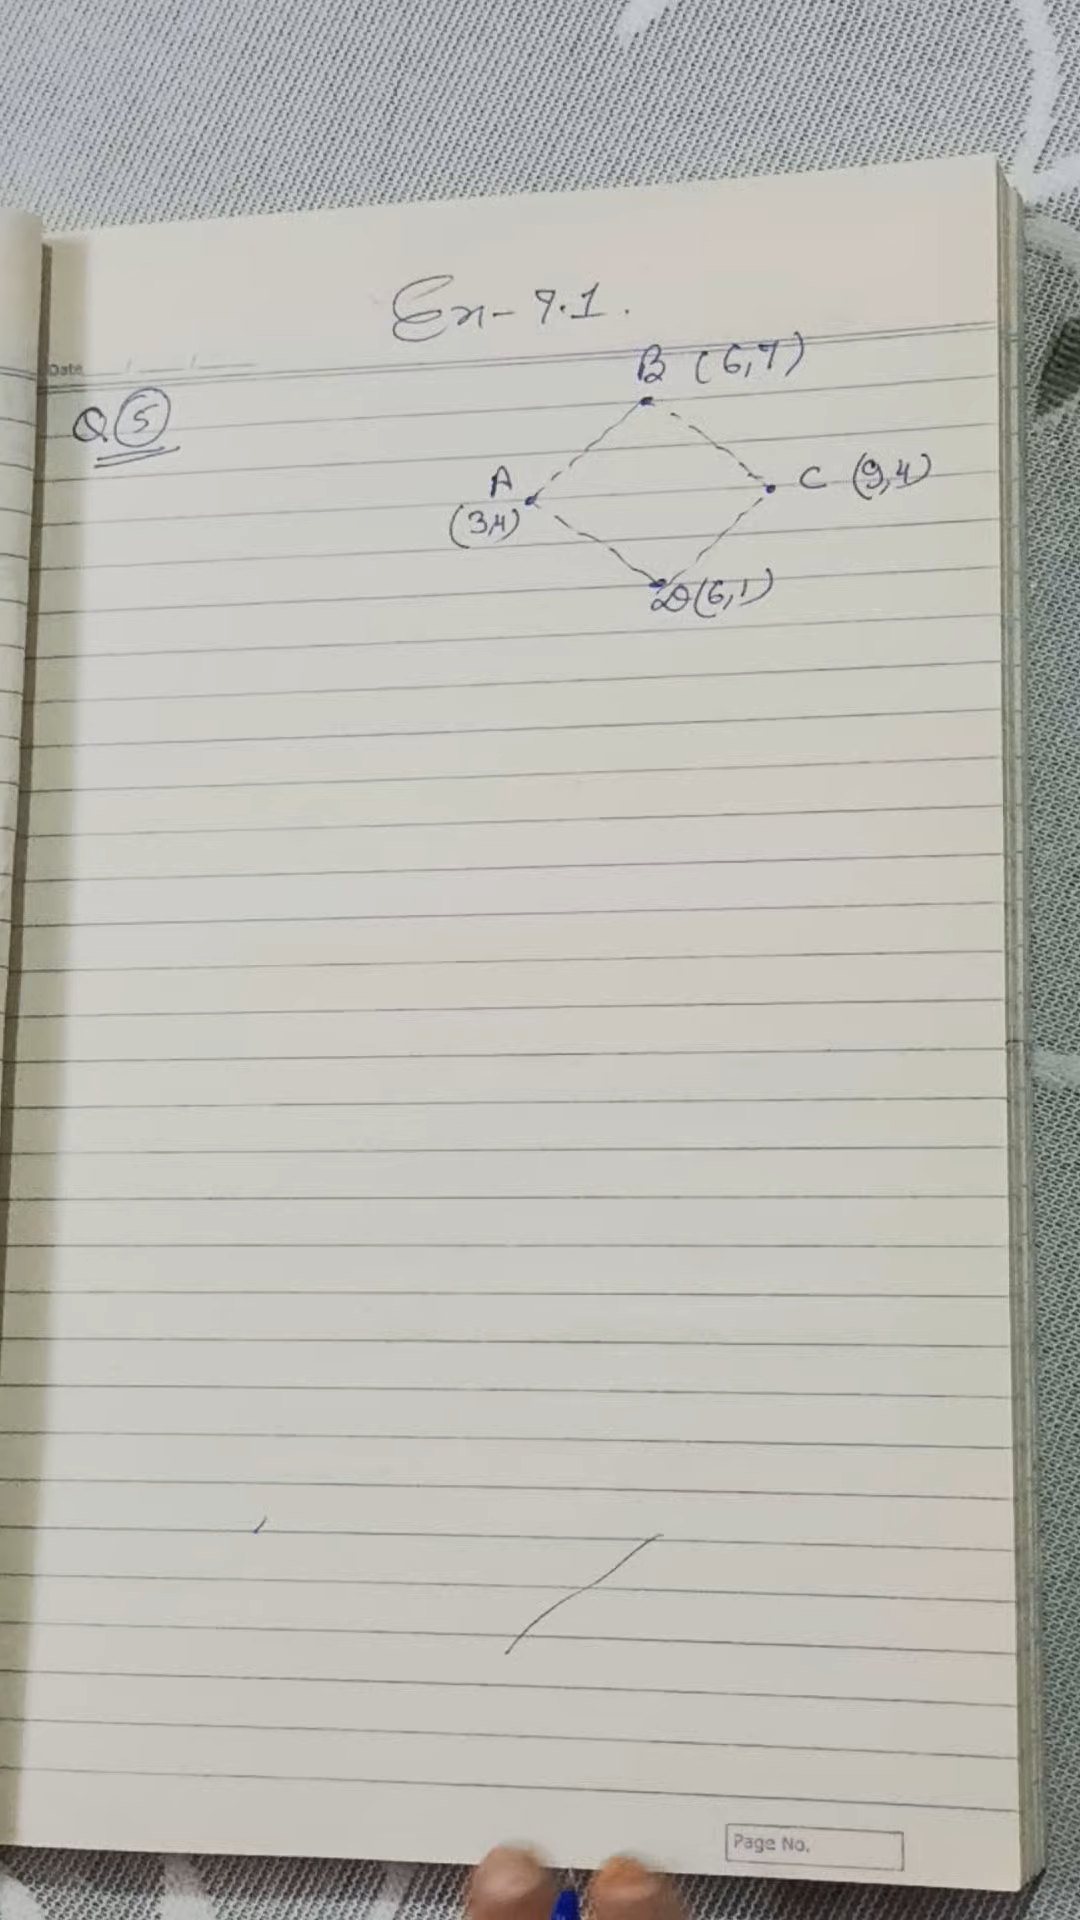 Ex-7.1.
Date / /
B (6,7)
Q.5
A
C (9,4)
(3,4)
D(6,1)
Page No.